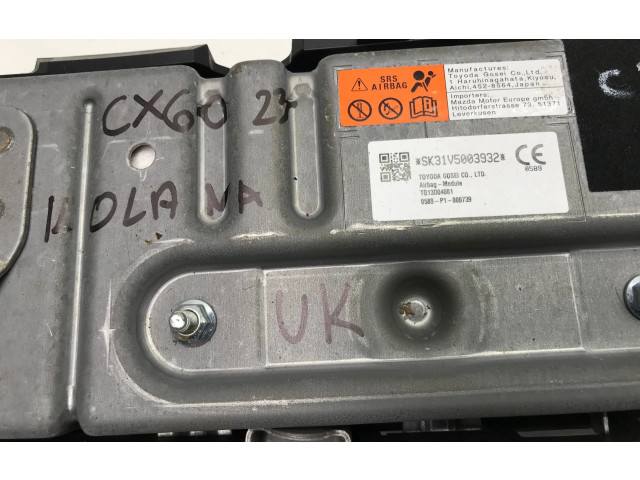 CX60 23
KOLANA
UK
SRS
AIRBAG
Manufacturers:
Toyoda Gosei Co.,Ltd.
1 Haruhinagahata, Kiyosu,
Aichi,452-8564,Japan
Importers:
Mazda Motor Europe gmbh
Hitdorferstrasse 73, 51371
Leverkusen
*SK31V5003932*
CE
0589
TOYODA GOSEI CO., LTD.
Airbag-Module
TG13D04001
0589-P1-000739
C